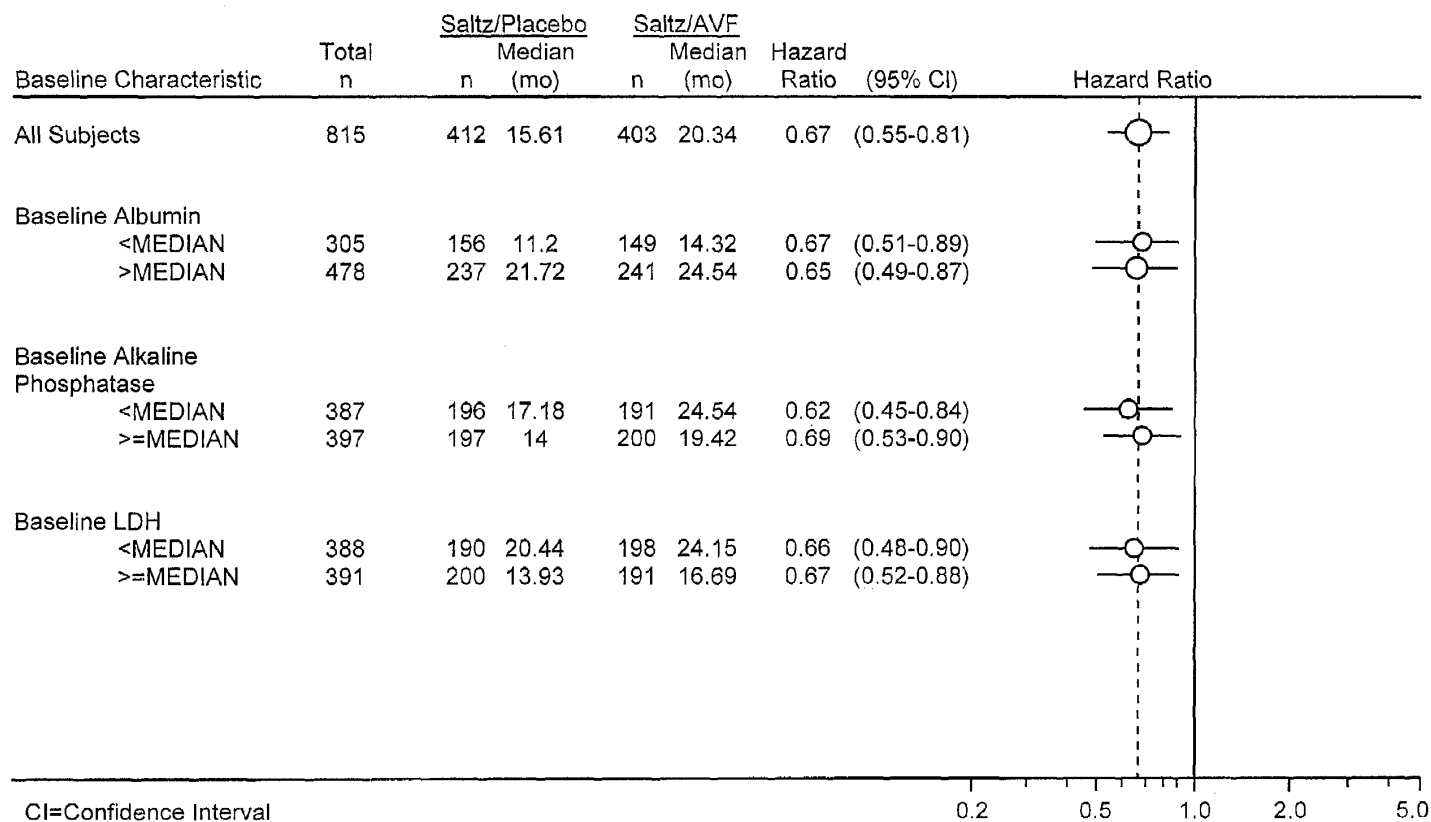 Saltz/Placebo Saltz/AVF
Total Median Median Hazard
Baseline Characteristic n n (mo) n (mo) Ratio (95% CI) Hazard Ratio
All Subjects 815 412 15.61 403 20.34 0.67 (0.55-0.81)
Baseline Albumin
<MEDIAN 305 156 11.2 149 14.32 0.67 (0.51-0.89)
>MEDIAN 478 237 21.72 241 24.54 0.65 (0.49-0.87)
Baseline Alkaline
Phosphatase
<MEDIAN 387 196 17.18 191 24.54 0.62 (0.45-0.84)
>=MEDIAN 397 197 14 200 19.42 0.69 (0.53-0.90)
Baseline LDH
<MEDIAN 388 190 20.44 198 24.15 0.66 (0.48-0.90)
>=MEDIAN 391 200 13.93 191 16.69 0.67 (0.52-0.88)
0.2 0.5 1.0 2.0 5.0
CI=Confidence Interval